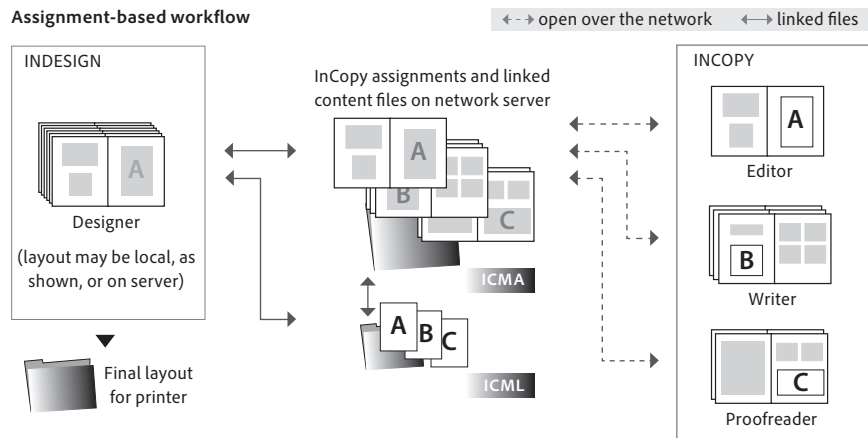 Assignment-based workflow
open over the network
linked files
INDESIGN
A
Designer
(layout may be local, as
shown, or on server)
Final layout
for printer
InCopy assignments and linked
content files on network server
A
B
C
ICMA
A
B
C
ICML
INCOPY
A
Editor
B
Writer
C
Proofreader